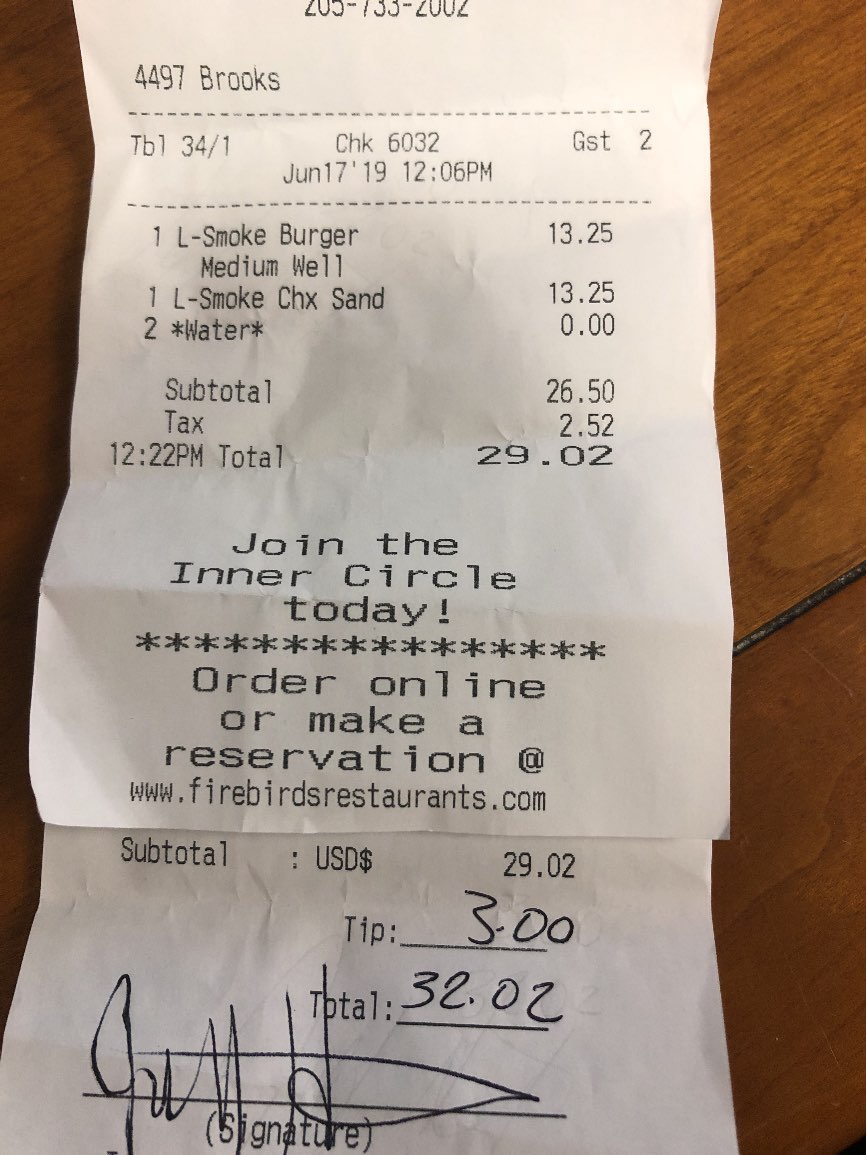 205-733-2002
4497 Brooks
Tbl 34/1 Chk 6032 Gst 2
Jun17'19 12:06PM
1 L-Smoke Burger 13.25
Medium Well
1 L-Smoke Chx Sand 13.25
2 *Water* 0.00
Subtotal 26.50
Tax 2.52
12:22PM Total 29.02
Join the
Inner Circle
today!
****************
Order online
or make a
reservation @
www.firebirdsrestaurants.com
Subtotal : USD$ 29.02
Tip: 3.00
Total: 32.02
(Signature)